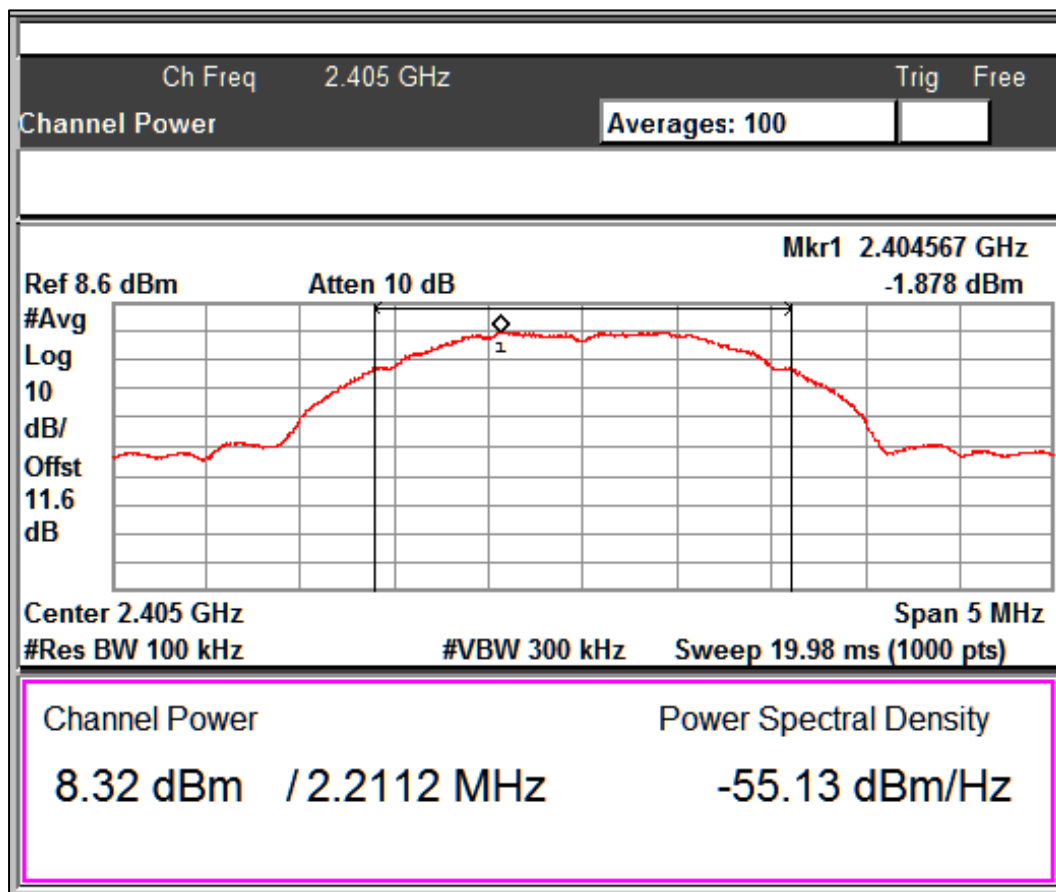 Ch Freq 2.405 GHz Trig Free
Channel Power Averages: 100
Mkr1 2.404567 GHz
Ref 8.6 dBm Atten 10 dB -1.878 dBm
#Avg
Log
10
dB/
Offst
11.6
dB
1
Center 2.405 GHz Span 5 MHz
#Res BW 100 kHz #VBW 300 kHz Sweep 19.98 ms (1000 pts)
Channel Power Power Spectral Density
8.32 dBm / 2.2112 MHz -55.13 dBm/Hz